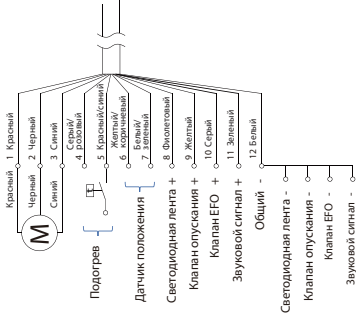 1 Красный
2 Черный
3 Синий
4 Серый/
розовый
5 Красный/синий
6 Желтый/
коричневый
7 Белый/
зеленый
8 Фиолетовый
9 Желтый
10 Серый
11 Зеленый
12 Белый
Красный
Черный
Синий
M
Подогрев
Датчик положения
Светодиодная лента +
Клапан опускания +
Клапан EFO +
Звуковой сигнал +
Общий -
Светодиодная лента -
Клапан опускания -
Клапан EFO -
Звуковой сигнал -